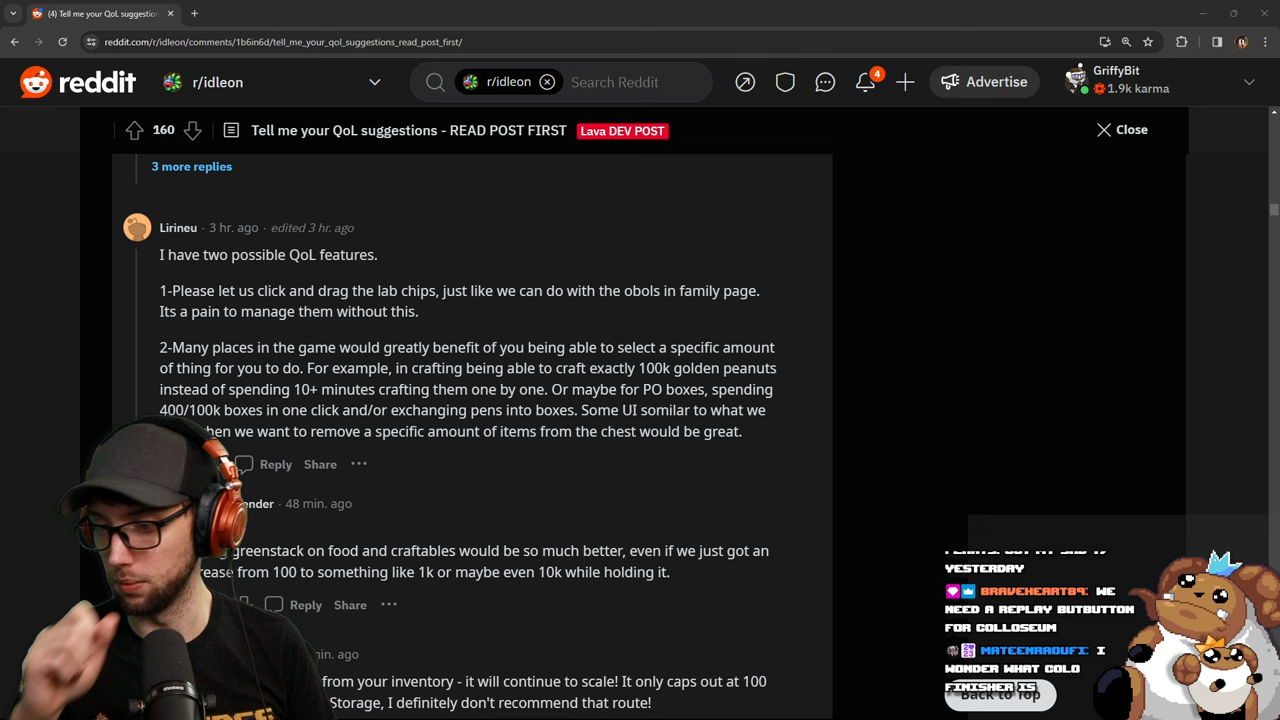 (4) Tell me your QoL suggestion
reddit.com/r/idleon/comments/1b6in6d/tell_me_your_qol_suggestions_read_post_first/
reddit
r/idleon
r/idleon
Search Reddit
4
Advertise
GriffyBit
1.9k karma
160
Tell me your QoL suggestions - READ POST FIRST
Lava DEV POST
Close
3 more replies
Lirineu · 3 hr. ago · edited 3 hr. ago
I have two possible QoL features.
1-Please let us click and drag the lab chips, just like we can do with the obols in family page.
Its a pain to manage them without this.
2-Many places in the game would greatly benefit of you being able to select a specific amount
of thing for you to do. For example, in crafting being able to craft exactly 100k golden peanuts
instead of spending 10+ minutes crafting them one by one. Or maybe for PO boxes, spending
400/100k boxes in one click and/or exchanging pens into boxes. Some UI somilar to what we
when we want to remove a specific amount of items from the chest would be great.
Reply
Share
ender · 48 min. ago
greenstack on food and craftables would be so much better, even if we just got an
from 100 to something like 1k or maybe even 10k while holding it.
Reply
Share
min. ago
from your inventory - it will continue to scale! It only caps out at 100
I definitely don't recommend that route!
YESTERDAY
BRAVEHEART89: WE
NEED A REPLAY BUTBUTTON
FOR COLLOSEUM
MATEENRAOUFI: I
WONDER WHAT COLO
FINISHER IS
Back to Top